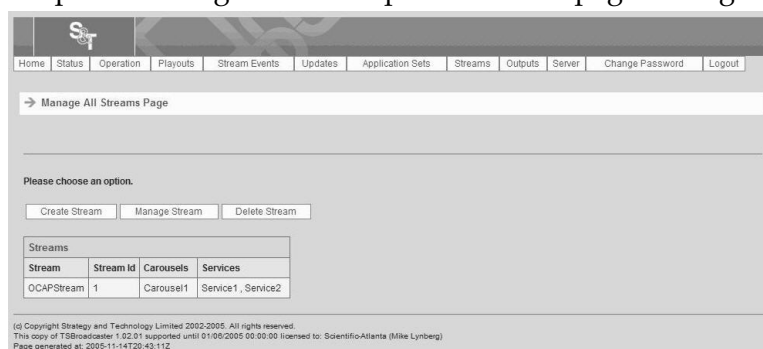 S&T
Home Status Operation Playouts Stream Events Updates Application Sets Streams Outputs Server Change Password Logout
Manage All Streams Page
Please choose an option.
Create Stream Manage Stream Delete Stream
Streams
Stream Stream Id Carousels Services
OCAPStream 1 Carousel1 Service1 , Service2
(c) Copyright Strategy and Technology Limited 2002-2005. All rights reserved.
This copy of TSBroadcaster 1.02.01 supported until 01/06/2005 00:00:00 licensed to: Scientific-Atlanta (Mike Lynberg)
Page generated at: 2005-11-14T20:43:11Z